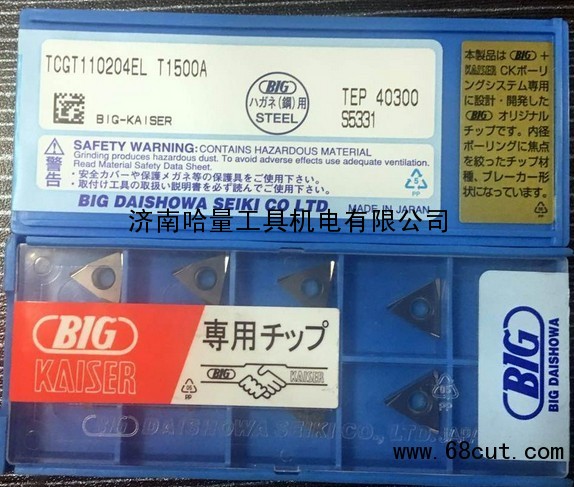 TCGT110204EL T1500A
BIG-KAISER
BIG
ハガネ(鋼)用
STEEL
TEP 40300
S5331
本製品は BIG +
KAISER CKボーリ
ングシステム専用
に設計・開発した
BIG オリジナル
チップです。内径
ボーリングに焦点
を絞ったチップ材
種、ブレーカー形
状になっています。
警告
SAFETY WARNING: CONTAINS HAZARDOUS MATERIAL
Grinding produces hazardous dust. To avoid adverse effects use adequate ventilation.
Read Material Safety Data Sheet.
・安全カバーや保護メガネ等の保護具をご使用下さい。
・取付け工具の取扱い説明書を必ず読んでご使用下さい。
5
PP
BIG DAISHOWA SEIKI CO LTD.
MADE IN JAPAN
济南哈量工具机电有限公司
BIG
KAISER
専用チップ
BIG
KAISER
PP
BIG
BIG DAISHOWA
BIG DAISHOWA SEIKI CO., LTD. JAPAN
www.68cut.com